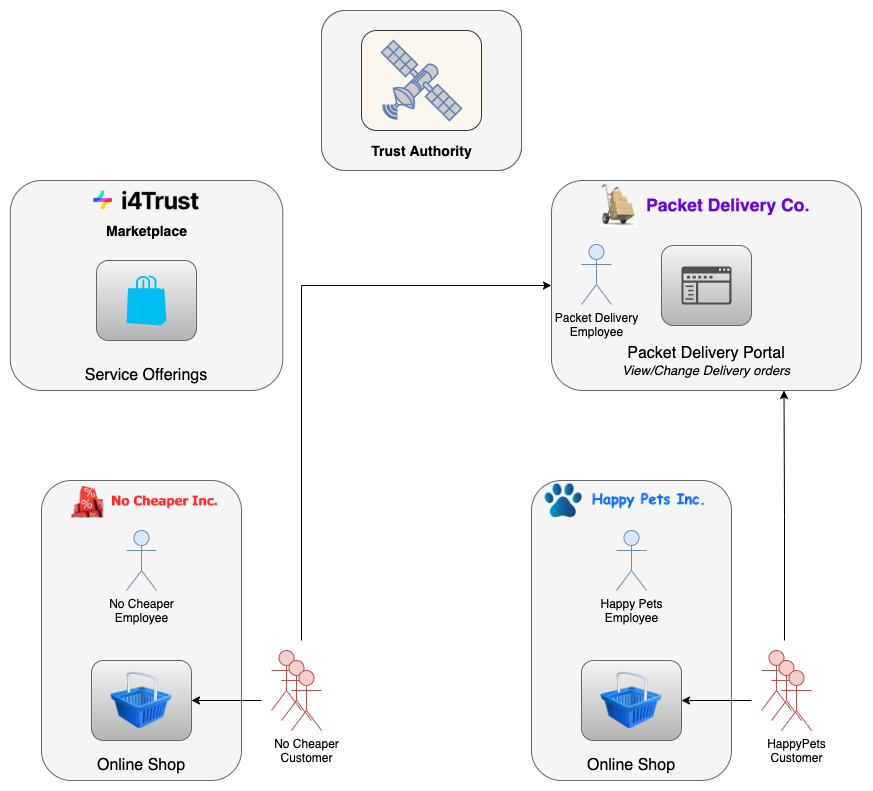 Trust Authority
i4Trust
Marketplace
Service Offerings
Packet Delivery Co.
Packet Delivery
Employee
Packet Delivery Portal
View/Change Delivery orders
No Cheaper Inc.
No Cheaper
Employee
Online Shop
No Cheaper
Customer
Happy Pets Inc.
Happy Pets
Employee
Online Shop
HappyPets
Customer